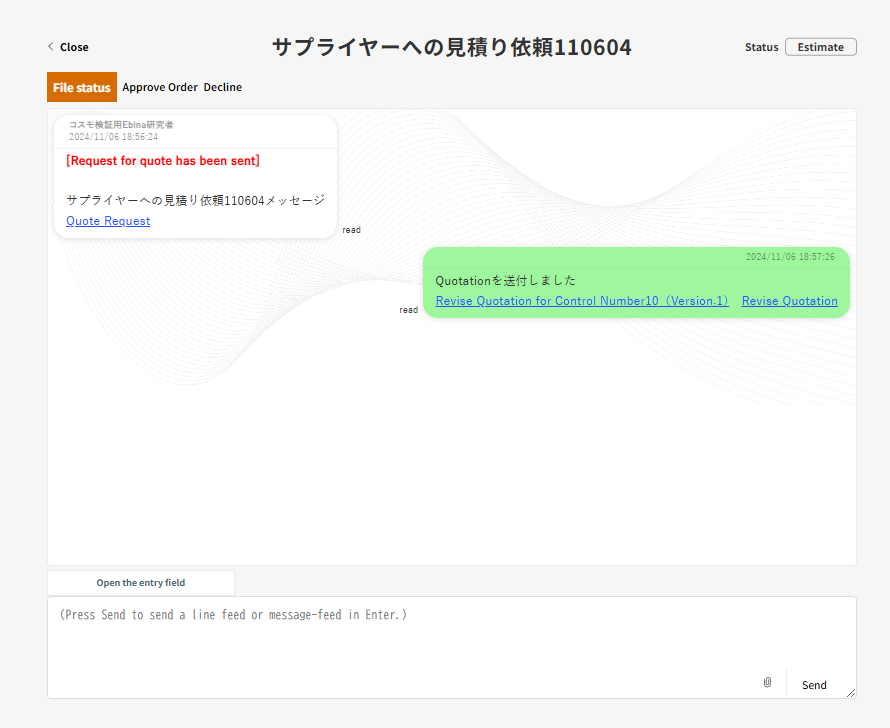 Close
サプライヤーへの見積り依頼110604
Status Estimate
File status Approve Order Decline
コスモ検証用Ebina研究者
2024/11/06 18:56:24
[Request for quote has been sent]
サプライヤーへの見積り依頼110604メッセージ
Quote Request
read
2024/11/06 18:57:26
Quotationを送付しました
Revise Quotation for Control Number10（Version.1） Revise Quotation
read
Open the entry field
(Press Send to send a line feed or message-feed in Enter.)
Send